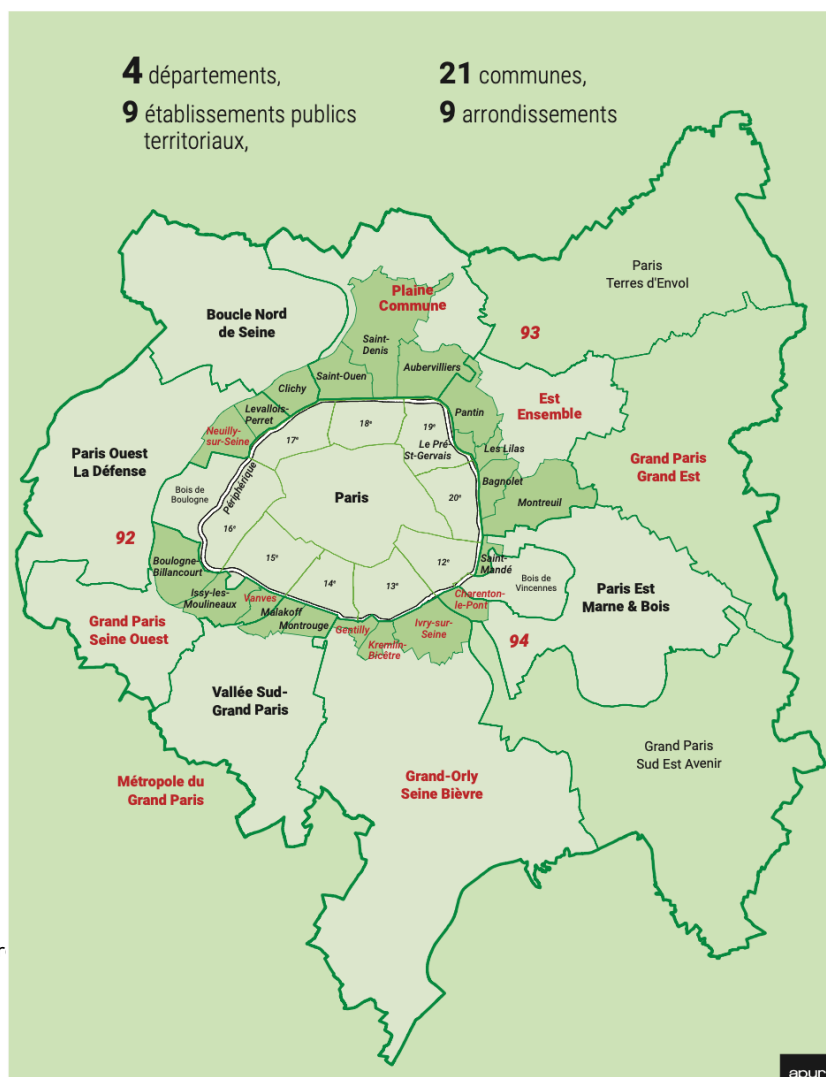 4 départements,
9 établissements publics
territoriaux,
21 communes,
9 arrondissements
Paris
Terres d'Envol
Plaine
Commune
Boucle Nord
de Seine
93
Saint-
Denis
Aubervilliers
Saint-Ouen
Clichy
Est
Ensemble
Levallois-
Perret
Pantin
Neuilly-
sur-Seine
17e
18e
19e
Le Pré-
St-Gervais
Les Lilas
Paris Ouest
La Défense
Grand Paris
Grand Est
Bagnolet
Périphérique
Bois de
Boulogne
Paris
20e
Montreuil
16e
92
15e
12e
Saint-
Mandé
Boulogne-
Billancourt
14e
13e
Bois de
Vincennes
Paris Est
Marne & Bois
Issy-les-
Moulineaux
Vanves
Charenton-
le-Pont
Malakoff
Montrouge
Grand Paris
Seine Ouest
Gentilly
Ivry-sur-
Seine
Kremlin-
Bicêtre
94
Vallée Sud-
Grand Paris
Grand Paris
Sud Est Avenir
Métropole du
Grand Paris
Grand-Orly
Seine Bièvre
apur